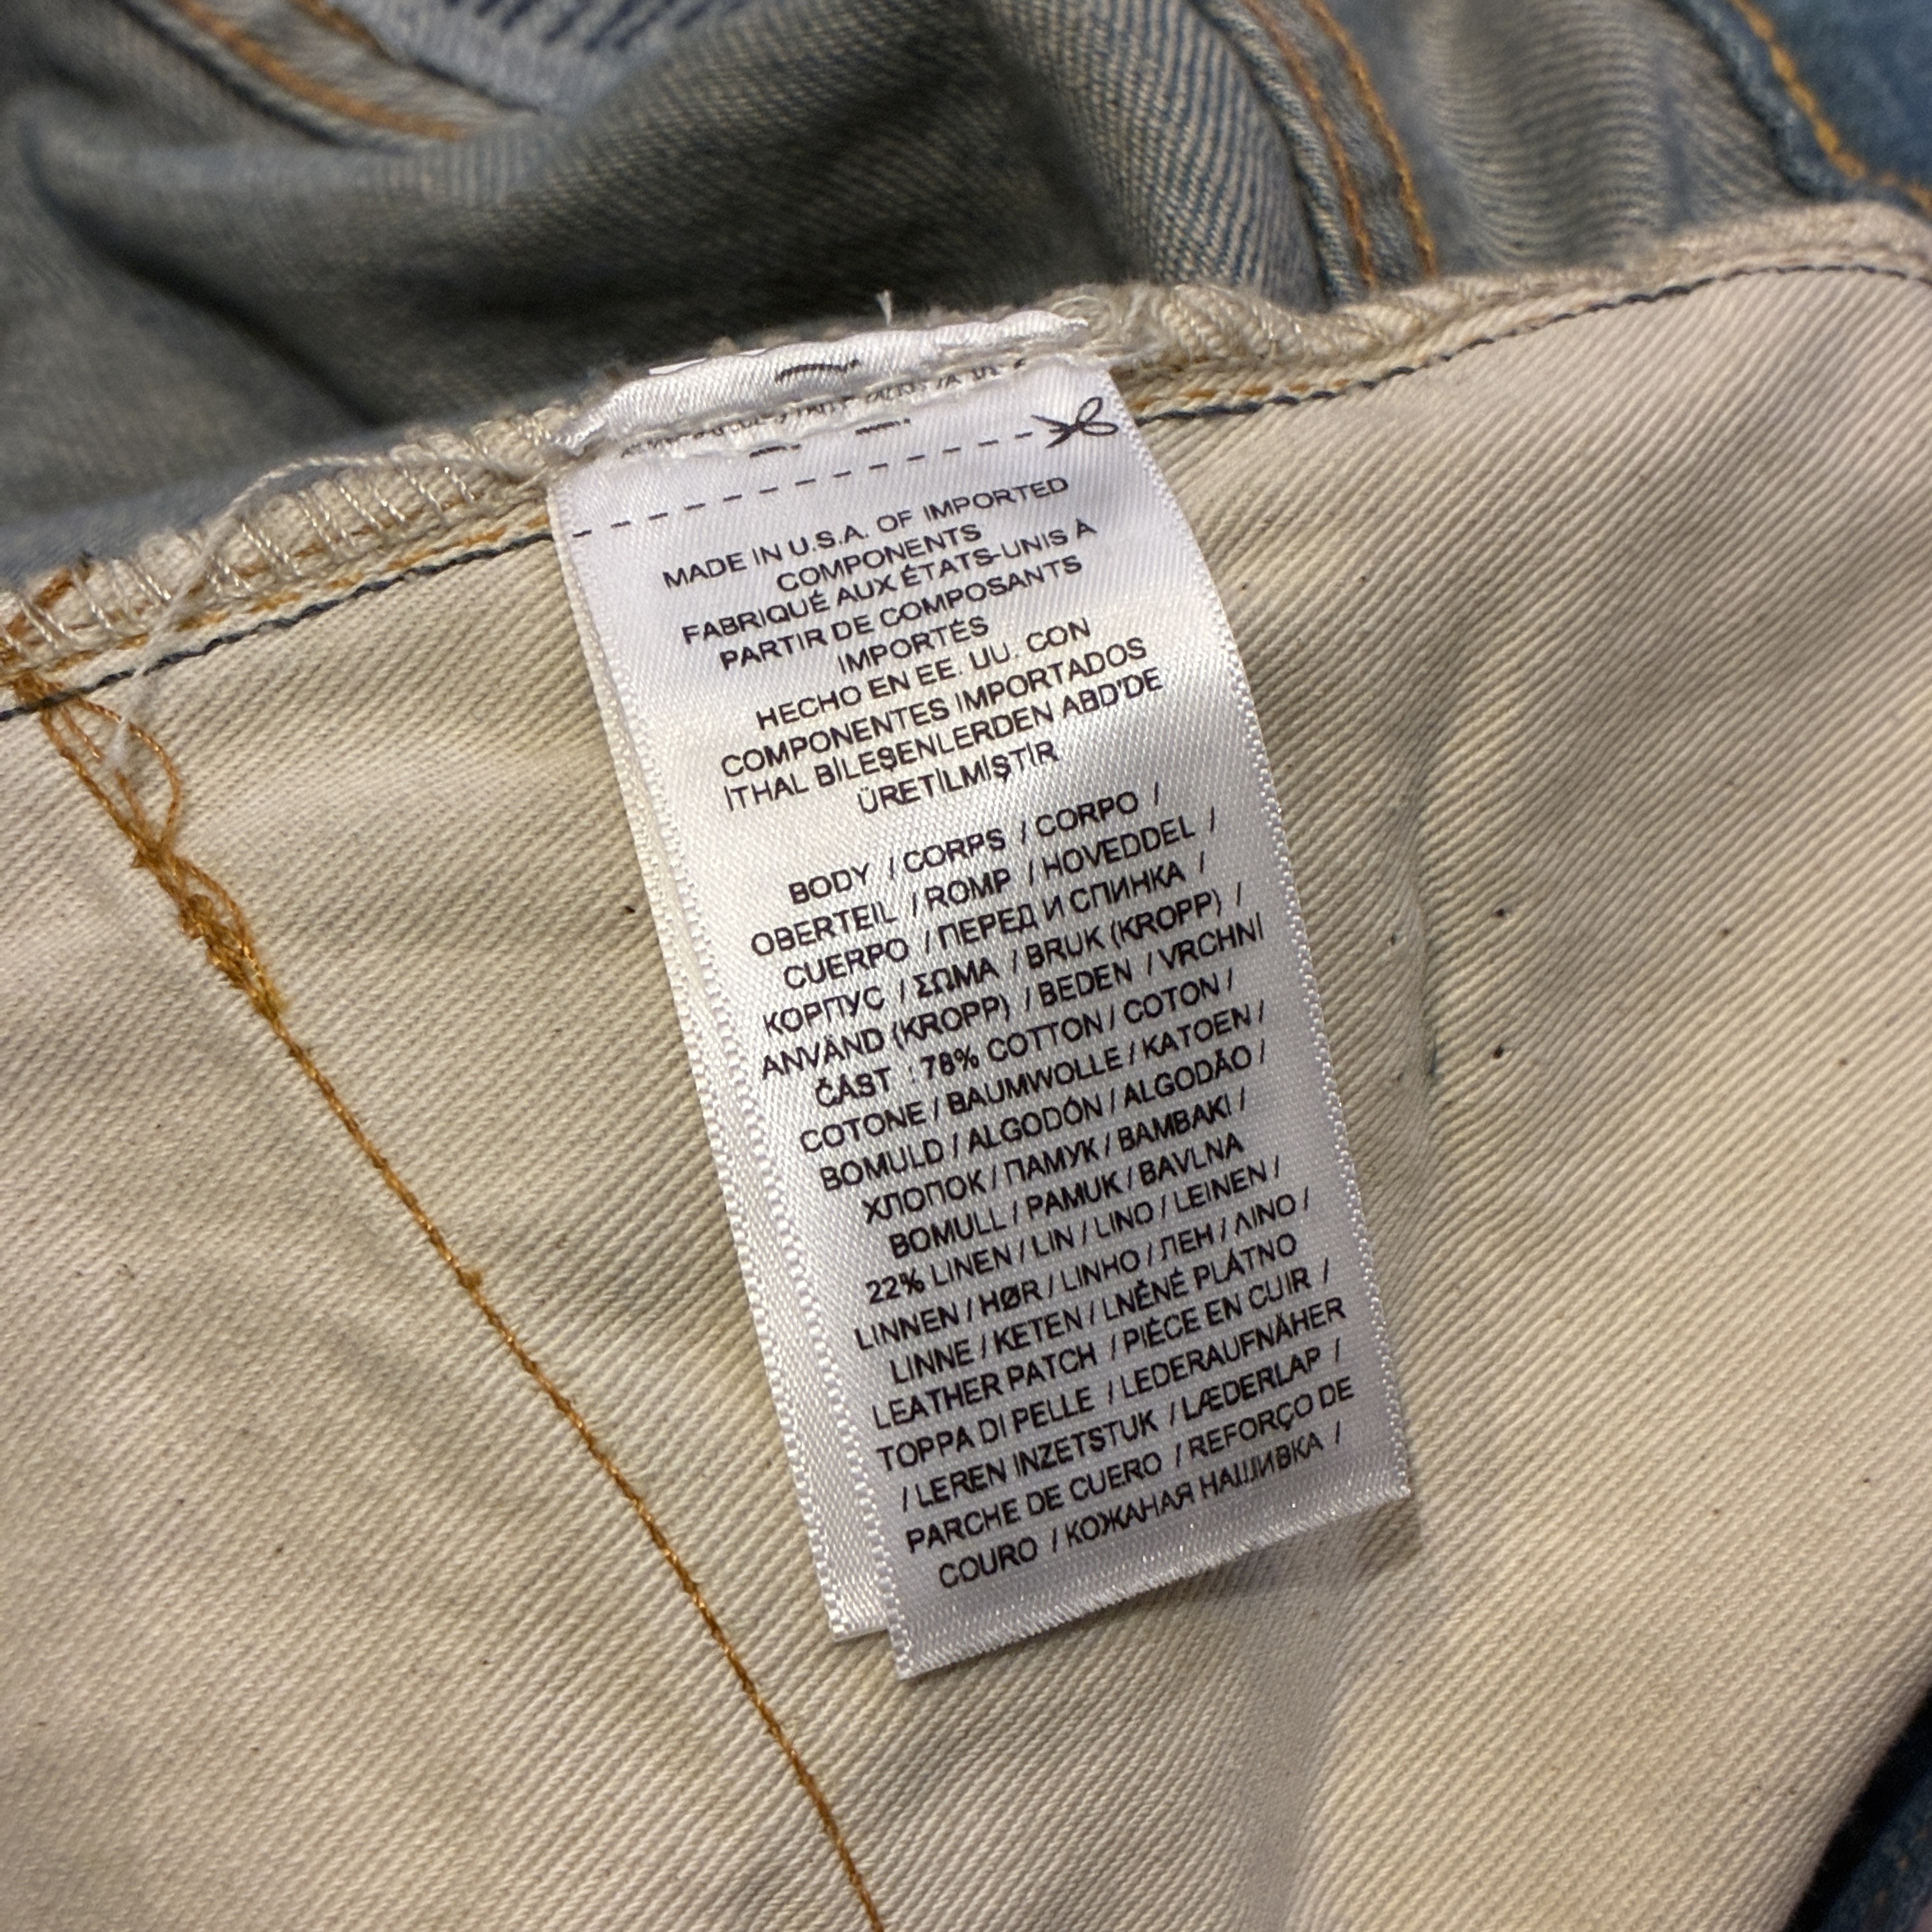 MADE IN U.S.A. OF IMPORTED
COMPONENTS
FABRIQUÉ AUX ÉTATS-UNIS À
PARTIR DE COMPOSANTS
IMPORTÉS
HECHO EN EE. UU. CON
COMPONENTES IMPORTADOS
İTHAL BİLEŞENLERDEN ABD'DE
ÜRETİLMİŞTİR
BODY / CORPS / CORPO /
OBERTEIL / ROMP / HOVEDDEL /
CUERPO / ПЕРЕД И СПИНКА /
КОРПУС / ΣΩΜΑ / BRUK (KROPP) /
ANVÄND (KROPP) / BEDEN / VRCHNÍ
ČÁST : 78% COTTON / COTON /
COTONE / BAUMWOLLE / KATOEN /
BOMULD / ALGODÓN / ALGODÃO /
ХЛОПОК / ПАМУК / ΒΑΜΒΑΚΙ /
BOMULL / PAMUK / BAVLNA
22% LINEN / LIN / LINO / LEINEN /
LINNEN / HØR / LINHO / ЛЕН / ΛΙΝΟ /
LINNE / KETEN / LNĚNÉ PLÁTNO
LEATHER PATCH / PIÉCE EN CUIR /
TOPPA DI PELLE / LEDERAUFNÄHER
/ LEREN INZETSTUK / LÆDERLAP /
PARCHE DE CUERO / REFORÇO DE
COURO / КОЖАНАЯ НАШИВКА /